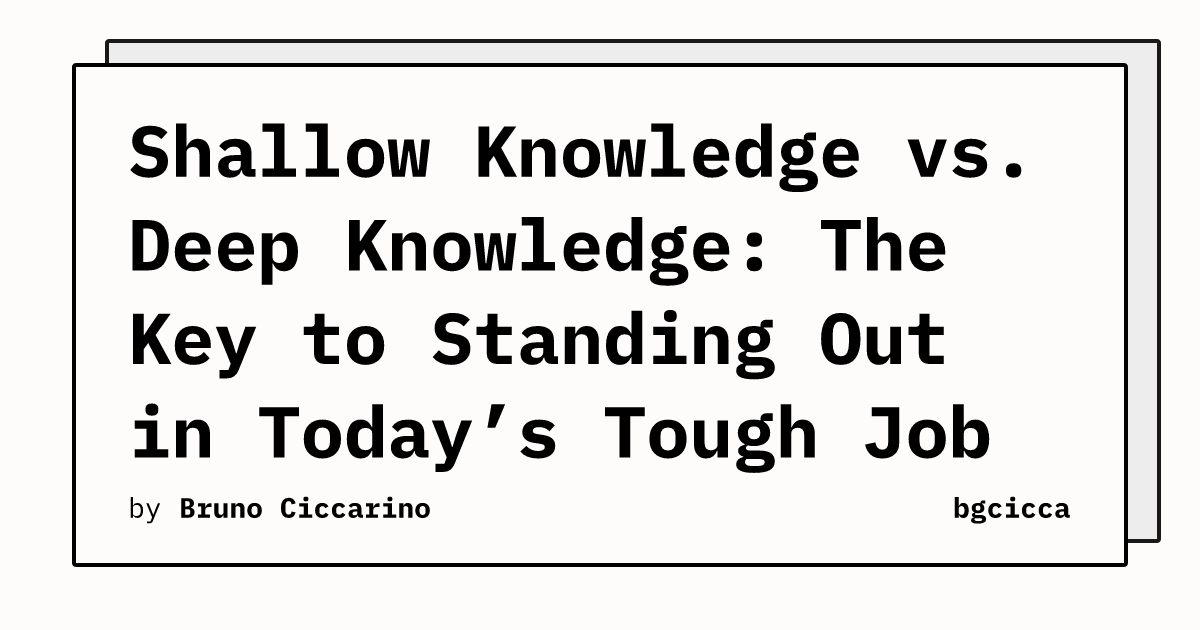 Shallow Knowledge vs.
Deep Knowledge: The
Key to Standing Out
in Today’s Tough Job
by Bruno Ciccarino
bgcicca